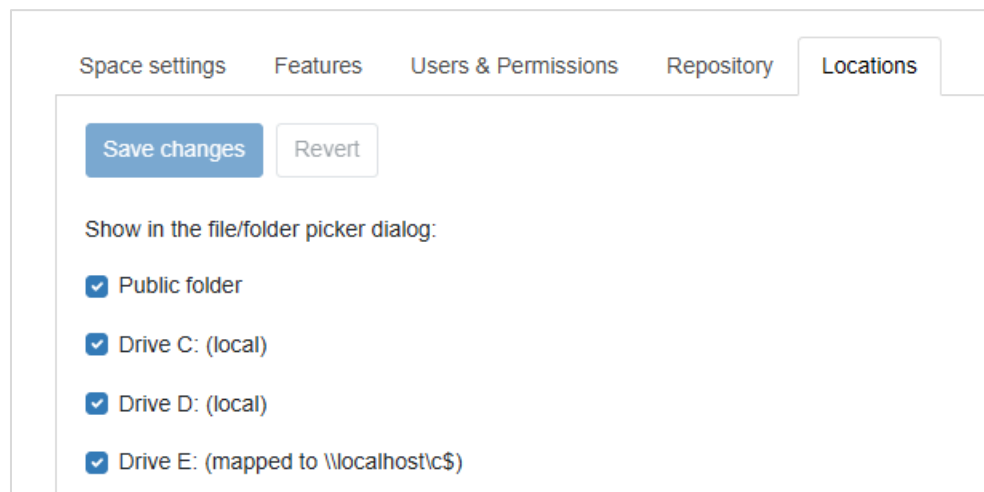 Space settings Features Users & Permissions Repository Locations
Save changes Revert
Show in the file/folder picker dialog:
Public folder
Drive C: (local)
Drive D: (local)
Drive E: (mapped to \\localhost\c$)